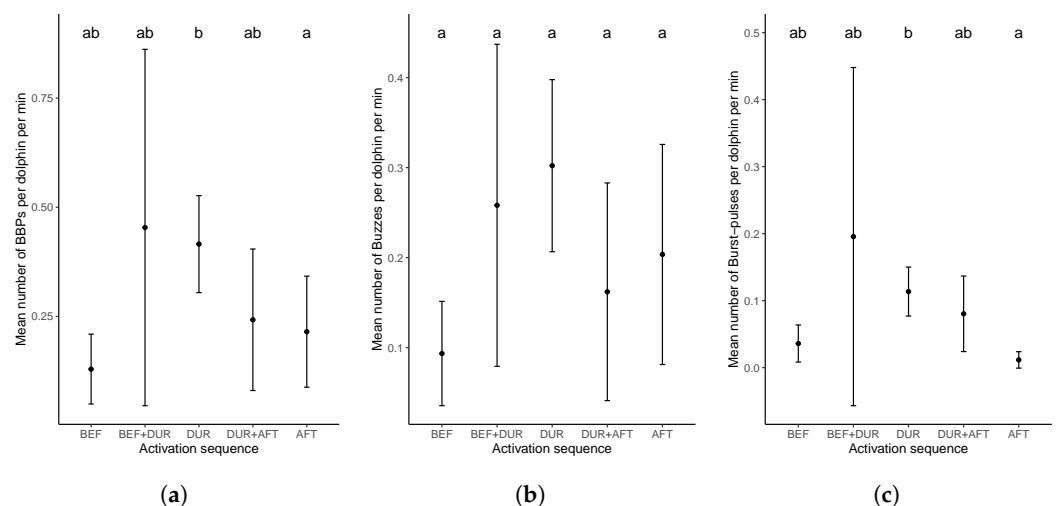 ab ab b ab a
Mean number of BBPs per dolphin per min
0.75
0.50
0.25
BEF BEF+DUR DUR DUR+AFT AFT
Activation sequence
(a)
a a a a a
Mean number of Buzzes per dolphin per min
0.4
0.3
0.2
0.1
BEF BEF+DUR DUR DUR+AFT AFT
Activation sequence
(b)
ab ab b ab a
Mean number of Burst−pulses per dolphin per min
0.5
0.4
0.3
0.2
0.1
0.0
BEF BEF+DUR DUR DUR+AFT AFT
Activation sequence
(c)